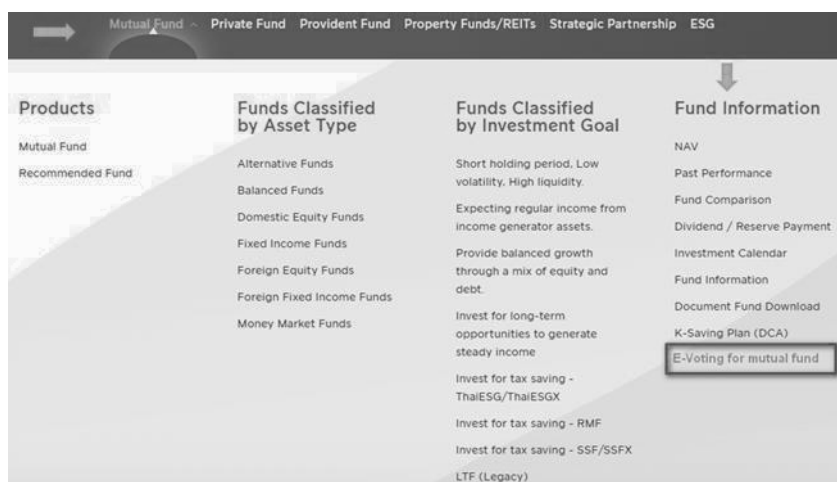 Mutual Fund
Private Fund
Provident Fund
Property Funds/REITs
Strategic Partnership
ESG
Products
Mutual Fund
Recommended Fund
Funds Classified
by Asset Type
Alternative Funds
Balanced Funds
Domestic Equity Funds
Fixed Income Funds
Foreign Equity Funds
Foreign Fixed Income Funds
Money Market Funds
Funds Classified
by Investment Goal
Short holding period, Low
volatility, High liquidity.
Expecting regular income from
income generator assets.
Provide balanced growth
through a mix of equity and
debt.
Invest for long-term
opportunities to generate
steady income
Invest for tax saving -
ThaiESG/ThaiESGX
Invest for tax saving - RMF
Invest for tax saving - SSF/SSFX
LTF (Legacy)
Fund Information
NAV
Past Performance
Fund Comparison
Dividend / Reserve Payment
Investment Calendar
Fund Information
Document Fund Download
K-Saving Plan (DCA)
E-Voting for mutual fund